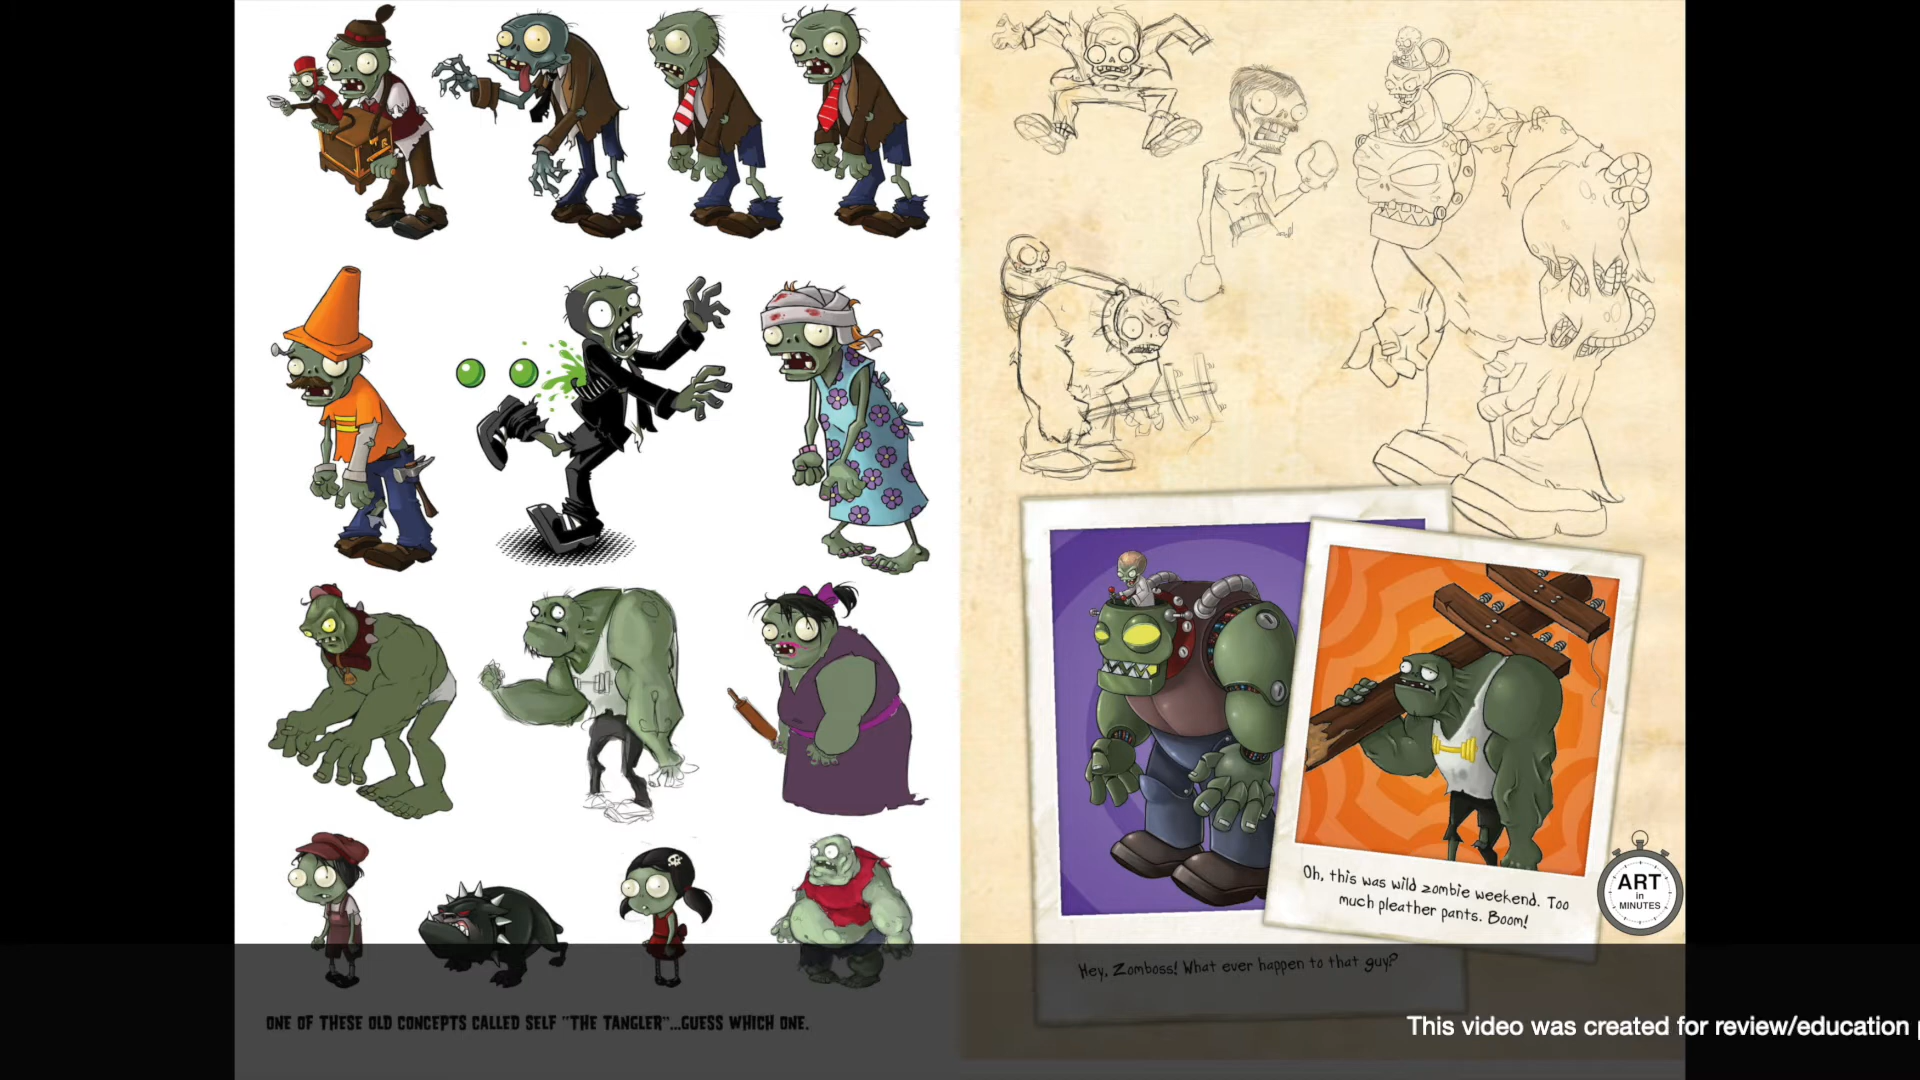 ONE OF THESE OLD CONCEPTS CALLED SELF "THE TANGLER"...GUESS WHICH ONE.
Oh, this was wild zombie weekend. Too
much pleather pants. Boom!
Hey, Zomboss! What ever happen to that guy?
ART
in
MINUTES
This video was created for review/education